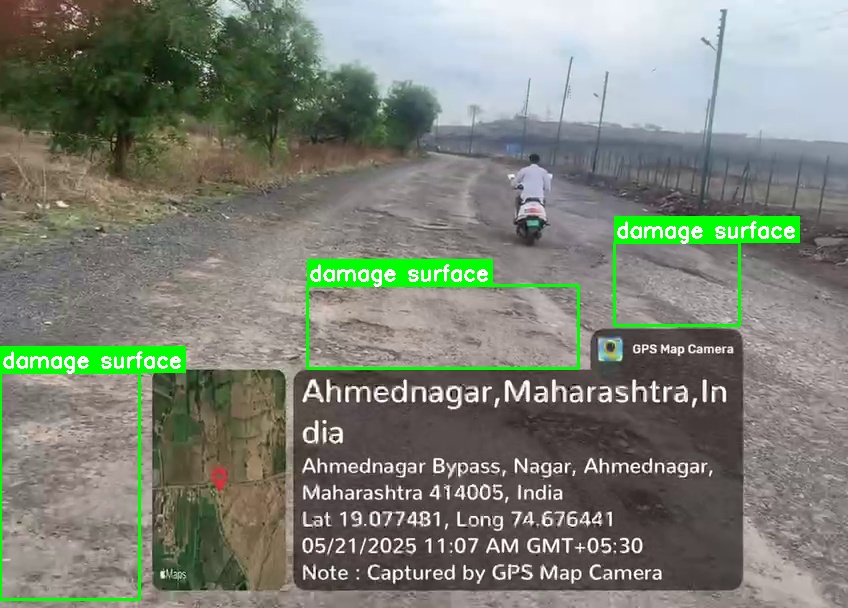 damage surface
damage surface
damage surface
GPS Map Camera
Ahmednagar,Maharashtra,In
dia
Ahmednagar Bypass, Nagar, Ahmednagar,
Maharashtra 414005, India
Lat 19.077481, Long 74.676441
05/21/2025 11:07 AM GMT+05:30
Note : Captured by GPS Map Camera
Maps